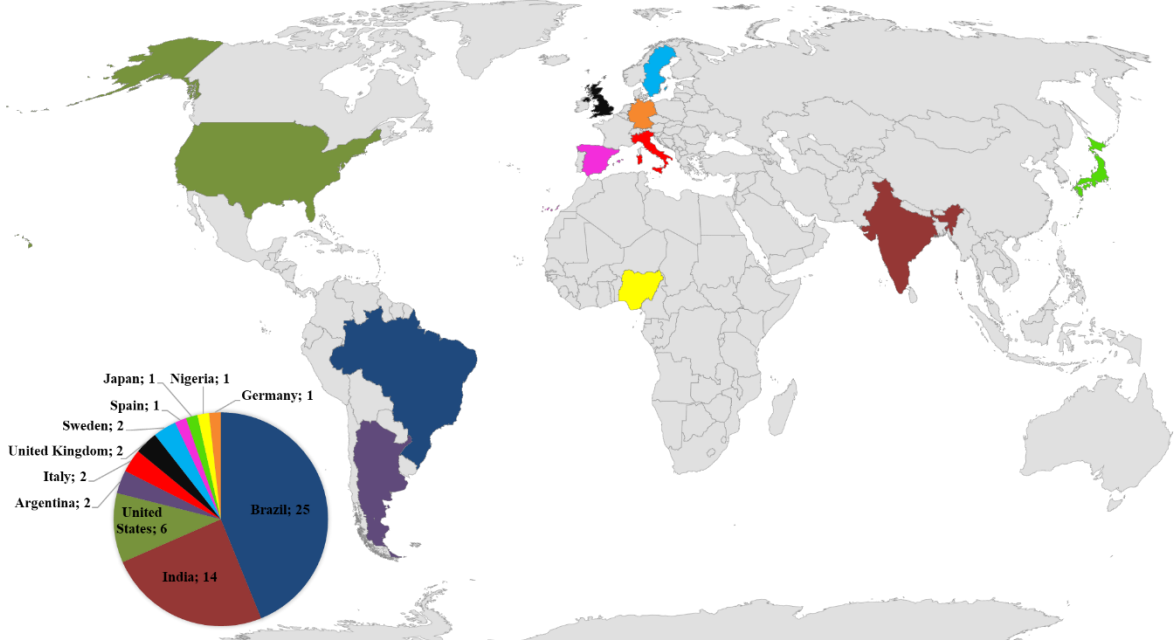 Japan; 1
Nigeria; 1
Germany; 1
Spain; 1
Sweden; 2
United Kingdom; 2
Italy; 2
Argentina; 2
United
States; 6
Brazil; 25
India; 14